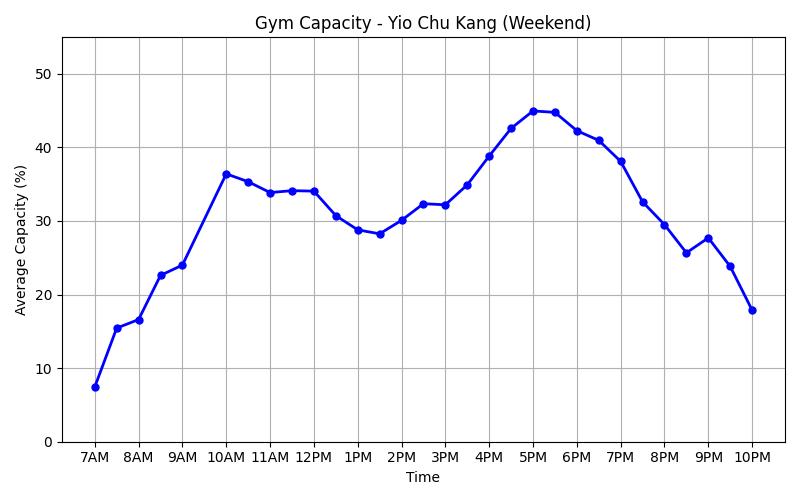 Gym Capacity - Yio Chu Kang (Weekend)
Average Capacity (%)
50
40
30
20
10
0
7AM 8AM 9AM 10AM 11AM 12PM 1PM 2PM 3PM 4PM 5PM 6PM 7PM 8PM 9PM 10PM
Time